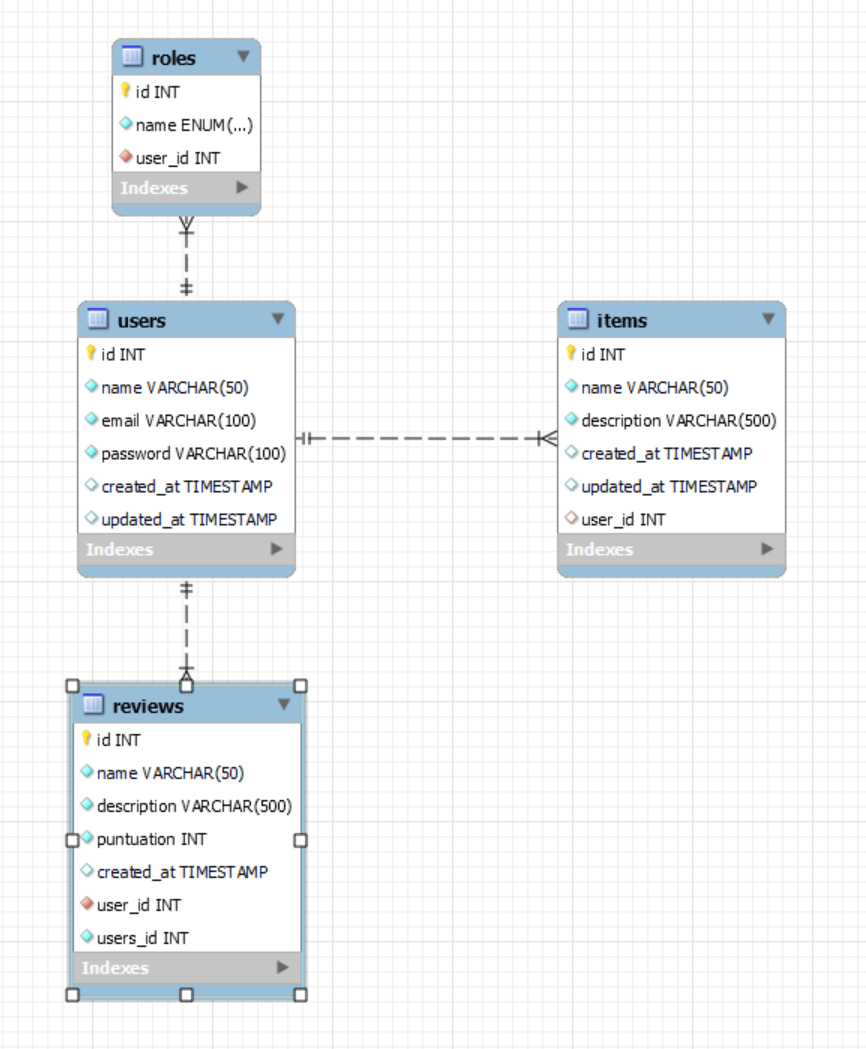 roles
id INT
name ENUM(...)
user_id INT
Indexes
users
id INT
name VARCHAR(50)
email VARCHAR(100)
password VARCHAR(100)
created_at TIMESTAMP
updated_at TIMESTAMP
Indexes
items
id INT
name VARCHAR(50)
description VARCHAR(500)
created_at TIMESTAMP
updated_at TIMESTAMP
user_id INT
Indexes
reviews
id INT
name VARCHAR(50)
description VARCHAR(500)
puntuation INT
created_at TIMESTAMP
user_id INT
users_id INT
Indexes